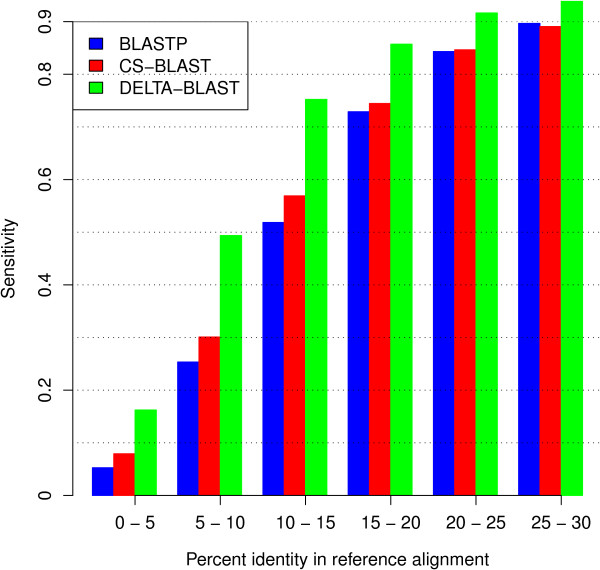 BLASTP
CS−BLAST
DELTA−BLAST
Sensitivity
0.9
0.8
0.6
0.4
0.2
0
0 − 5 5 − 10 10 − 15 15 − 20 20 − 25 25 − 30
Percent identity in reference alignment